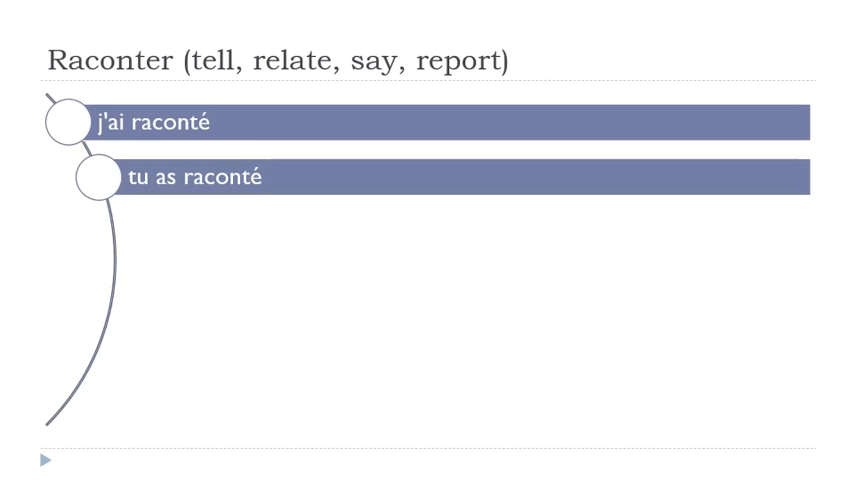 Raconter (tell, relate, say, report)
j'ai raconté
tu as raconté